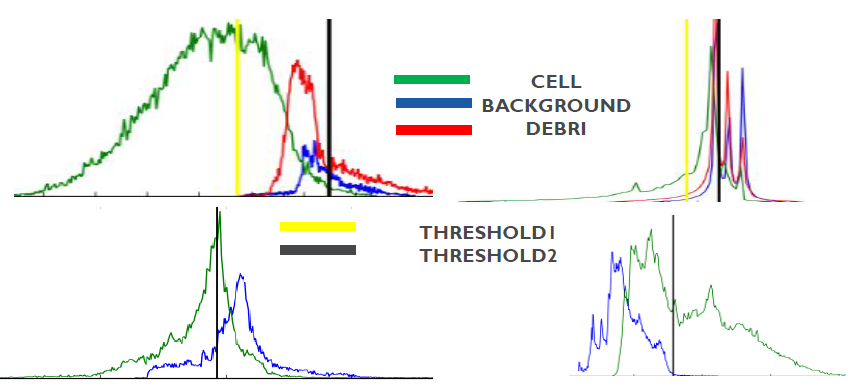 CELL
BACKGROUND
DEBRI
THRESHOLD1
THRESHOLD2